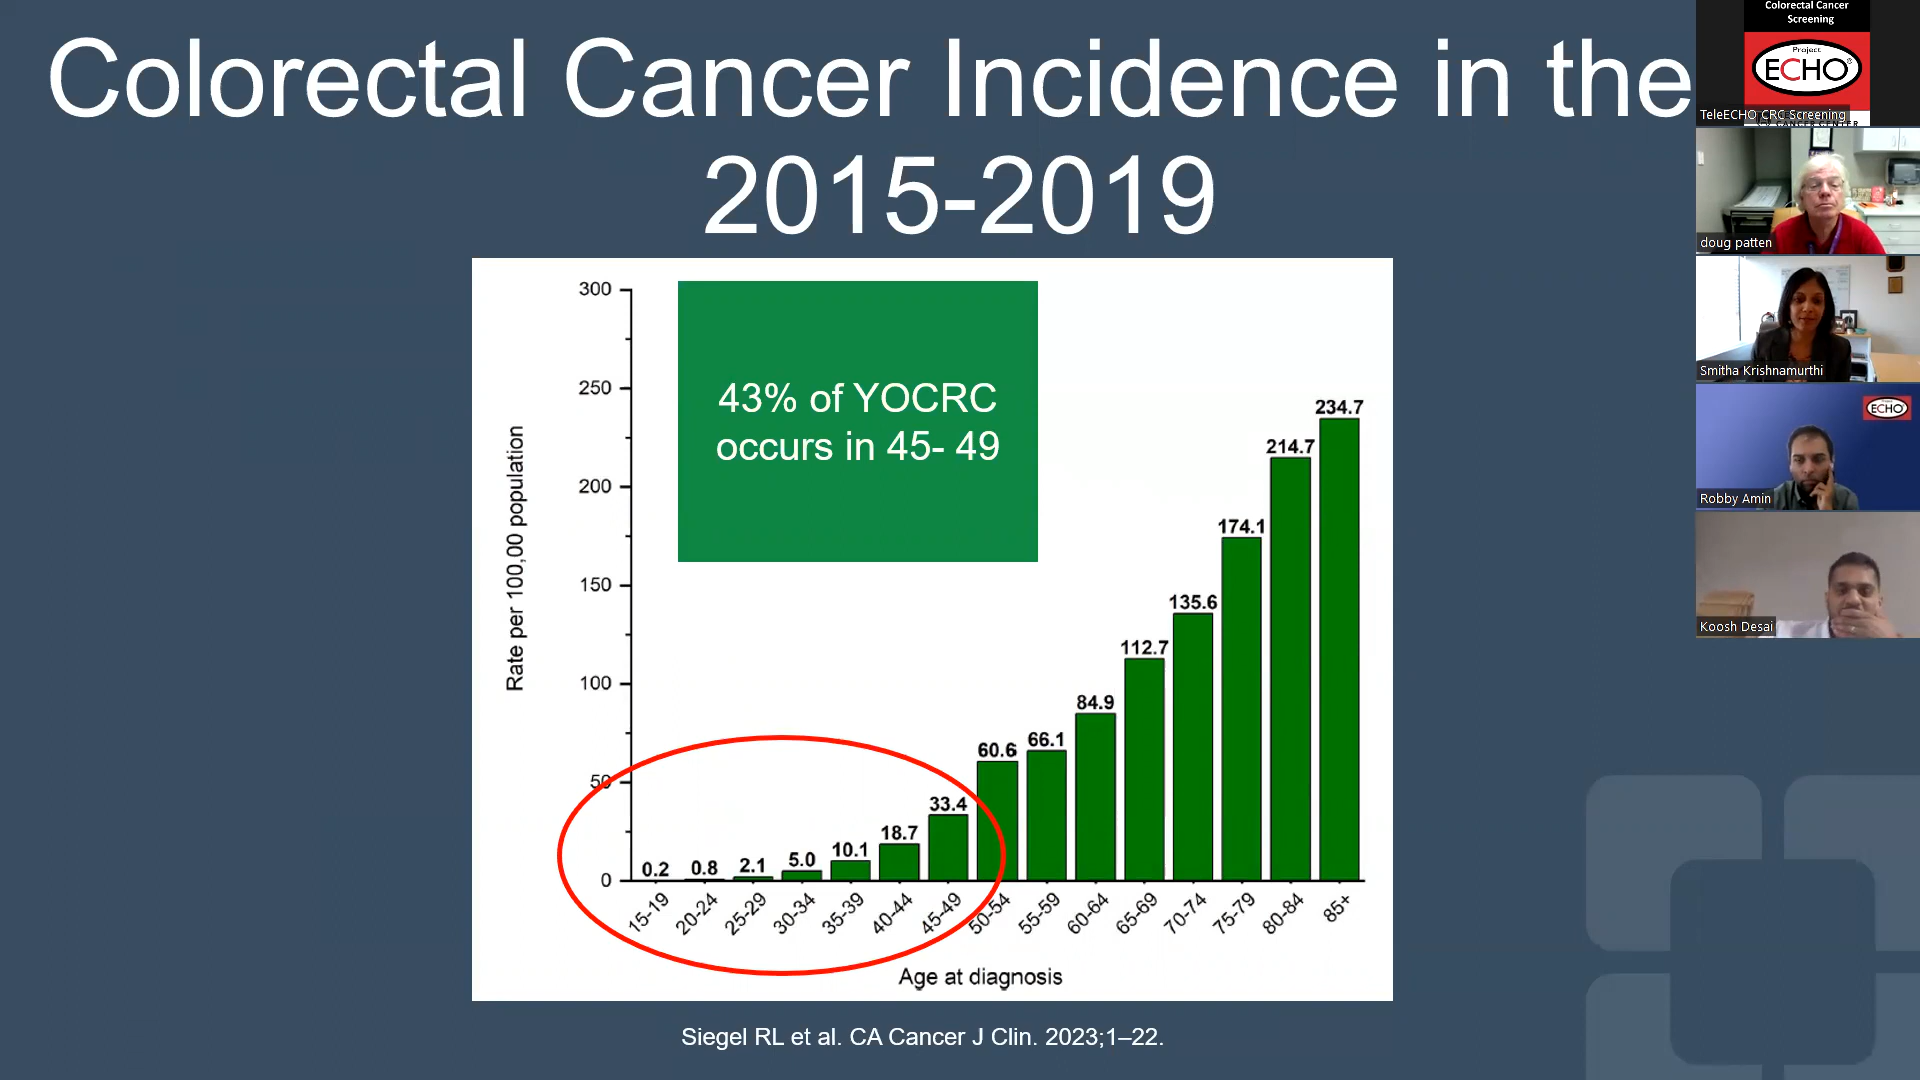 Colorectal Cancer Incidence in the
2015-2019
300
250
200
150
100
50
0
Rate per 100,00 population
43% of YOCRC
occurs in 45- 49
0.2
0.8
2.1
5.0
10.1
18.7
33.4
60.6
66.1
84.9
112.7
135.6
174.1
214.7
234.7
15-19
20-24
25-29
30-34
35-39
40-44
45-49
50-54
55-59
60-64
65-69
70-74
75-79
80-84
85+
Age at diagnosis
Siegel RL et al. CA Cancer J Clin. 2023;1–22.
Colorectal Cancer
Screening
Project
ECHO®
TeleECHO CRC Screening
doug patten
Smitha Krishnamurthi
ECHO
Robby Amin
Koosh Desai